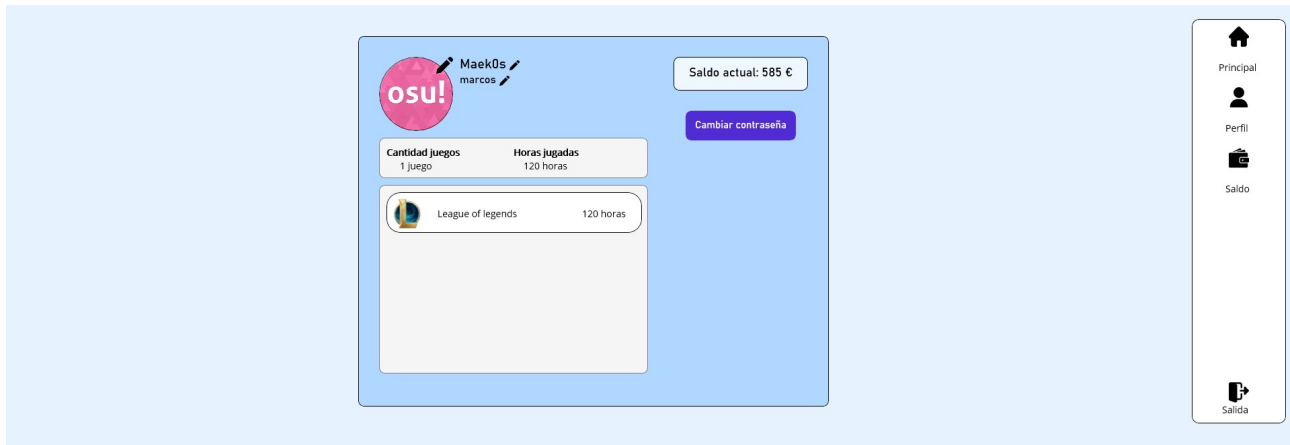 osu!
Maek0s
marcos
Saldo actual: 585 €
Cambiar contraseña
Cantidad juegos Horas jugadas
1 juego 120 horas
League of legends 120 horas
Principal
Perfil
Saldo
Salida